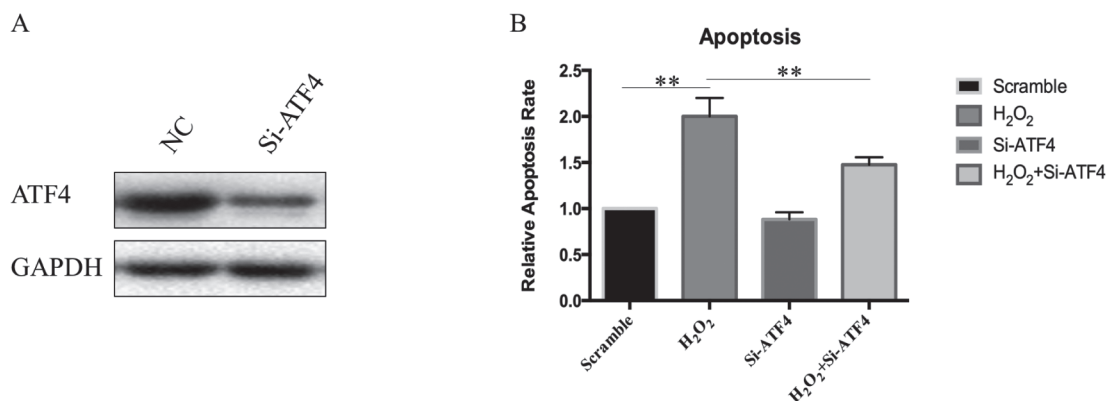 A
NC
Si-ATF4
ATF4
GAPDH
B
Apoptosis
Relative Apoptosis Rate
2.5
2.0
1.5
1.0
0.5
0.0
**
**
Scramble
H₂O₂
Si-ATF4
H₂O₂+Si-ATF4
Scramble
H₂O₂
Si-ATF4
H₂O₂+Si-ATF4